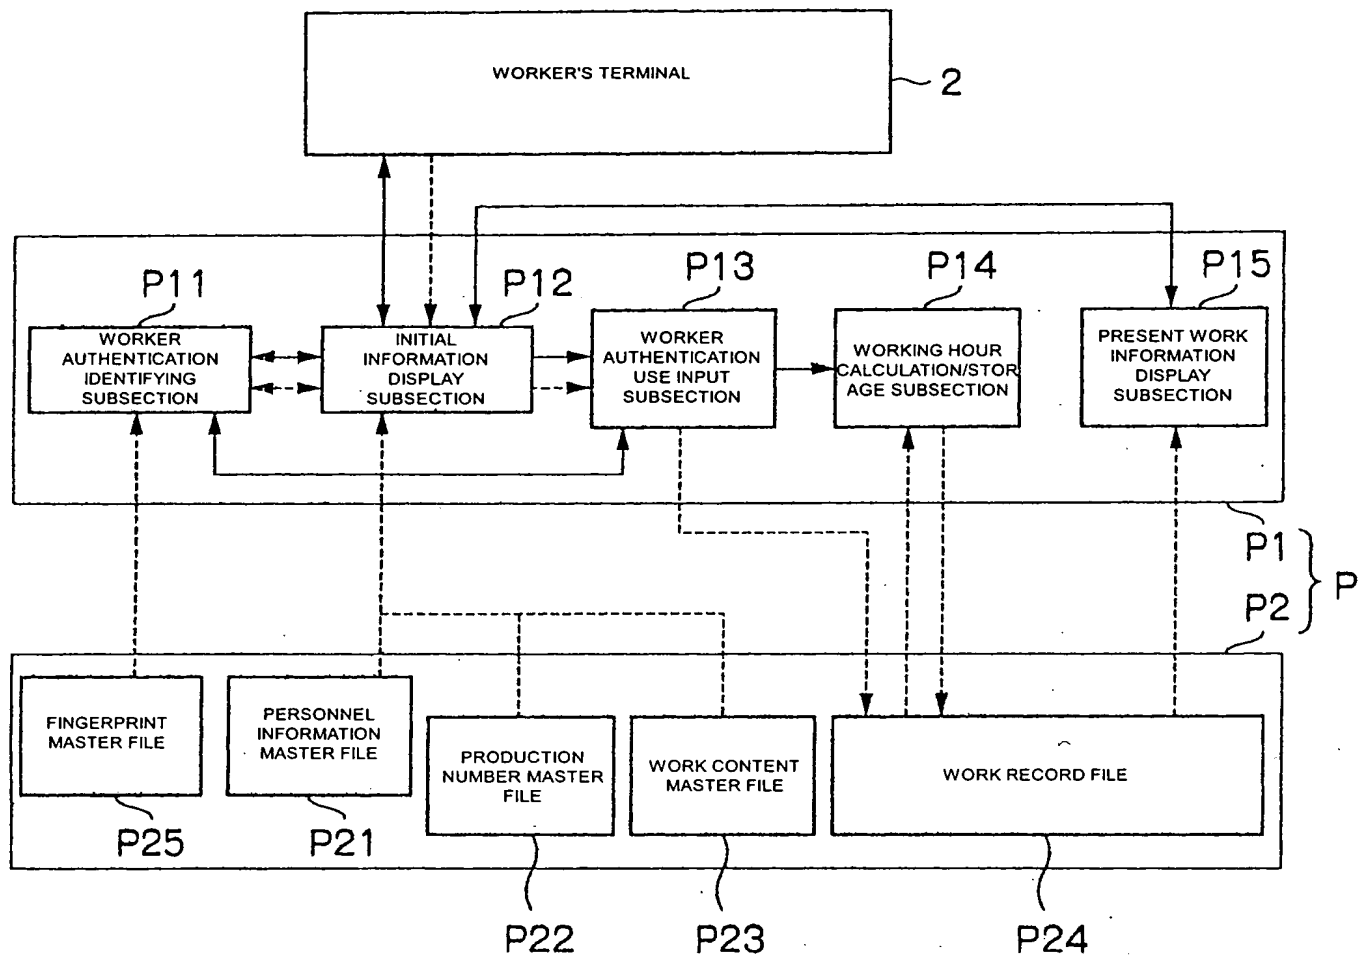 WORKER'S TERMINAL
2
P11
P12
P13
P14
P15
WORKER
AUTHENTICATION
IDENTIFYING
SUBSECTION
INITIAL
INFORMATION
DISPLAY
SUBSECTION
WORKER
AUTHENTICATION
USE INPUT
SUBSECTION
WORKING HOUR
CALCULATION/STOR
AGE SUBSECTION
PRESENT WORK
INFORMATION
DISPLAY
SUBSECTION
P1
P2
P
FINGERPRINT
MASTER FILE
PERSONNEL
INFORMATION
MASTER FILE
PRODUCTION
NUMBER MASTER
FILE
WORK CONTENT
MASTER FILE
WORK RECORD FILE
P25
P21
P22
P23
P24